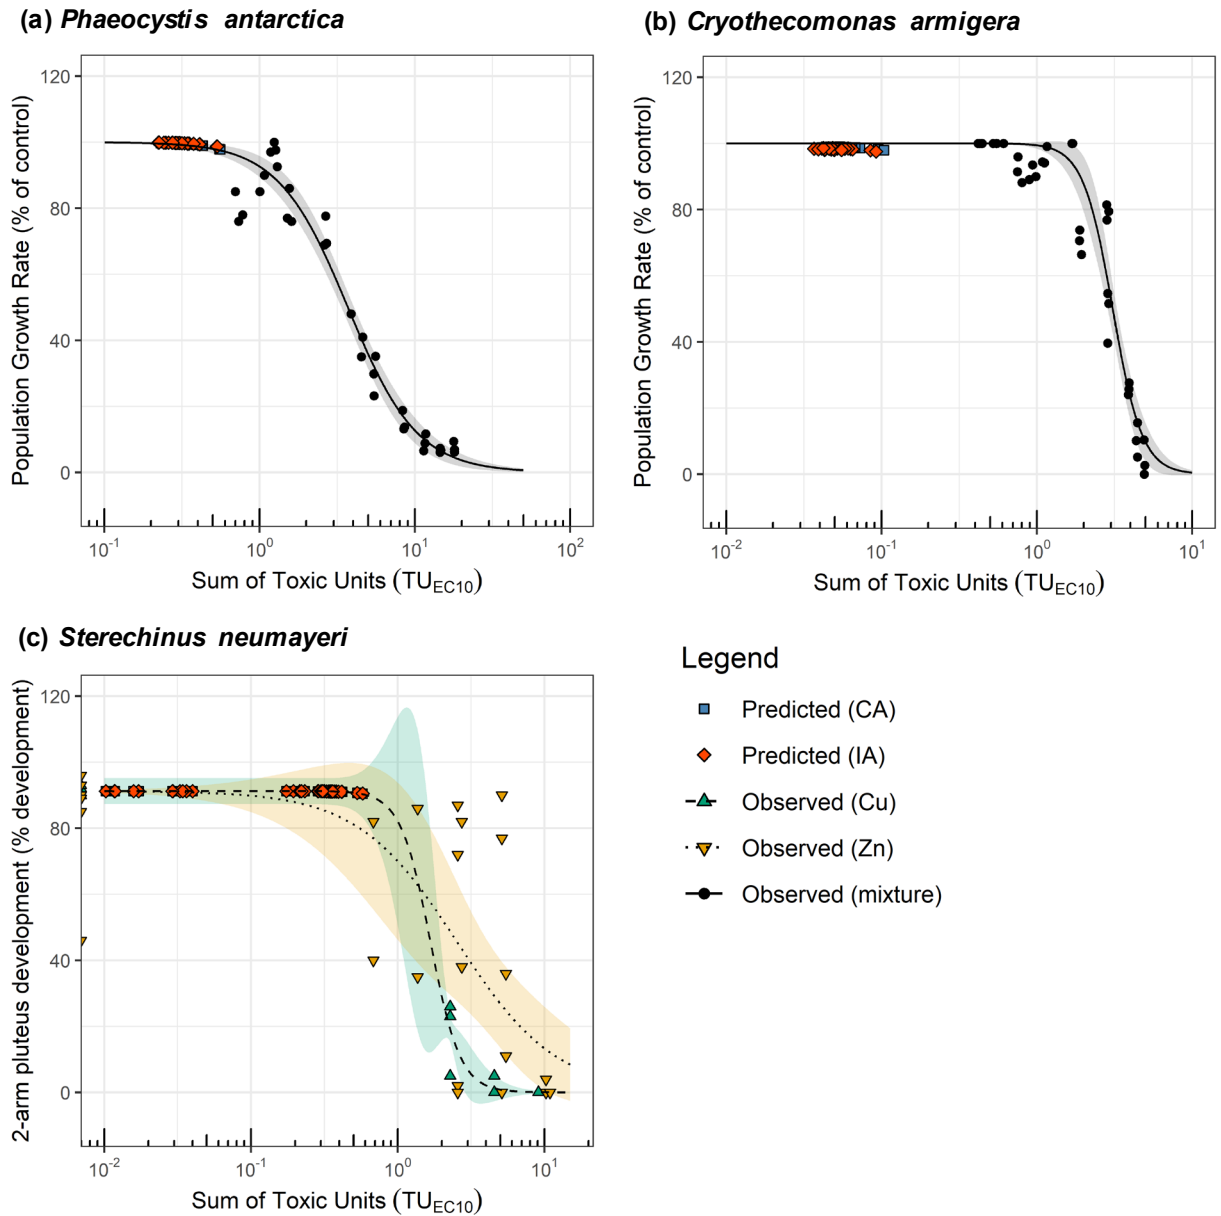 (a) Phaeocystis antarctica
(b) Cryothecomonas armigera
Population Growth Rate (% of control)
120
80
40
0
10⁻¹ 10⁰ 10¹ 10²
Sum of Toxic Units (TU_EC10)
Population Growth Rate (% of control)
120
80
40
0
10⁻² 10⁻¹ 10⁰ 10¹
Sum of Toxic Units (TU_EC10)
(c) Sterechinus neumayeri
2-arm pluteus development (% development)
120
80
40
0
10⁻² 10⁻¹ 10⁰ 10¹
Sum of Toxic Units (TU_EC10)
Legend
Predicted (CA)
Predicted (IA)
Observed (Cu)
Observed (Zn)
Observed (mixture)